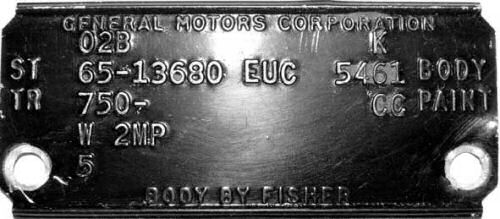 GENERAL MOTORS CORPORATION
02B K
ST 65-13680 EUC 5461 BODY
TR 750- CC PAINT
W 2MP
5
BODY BY FISHER